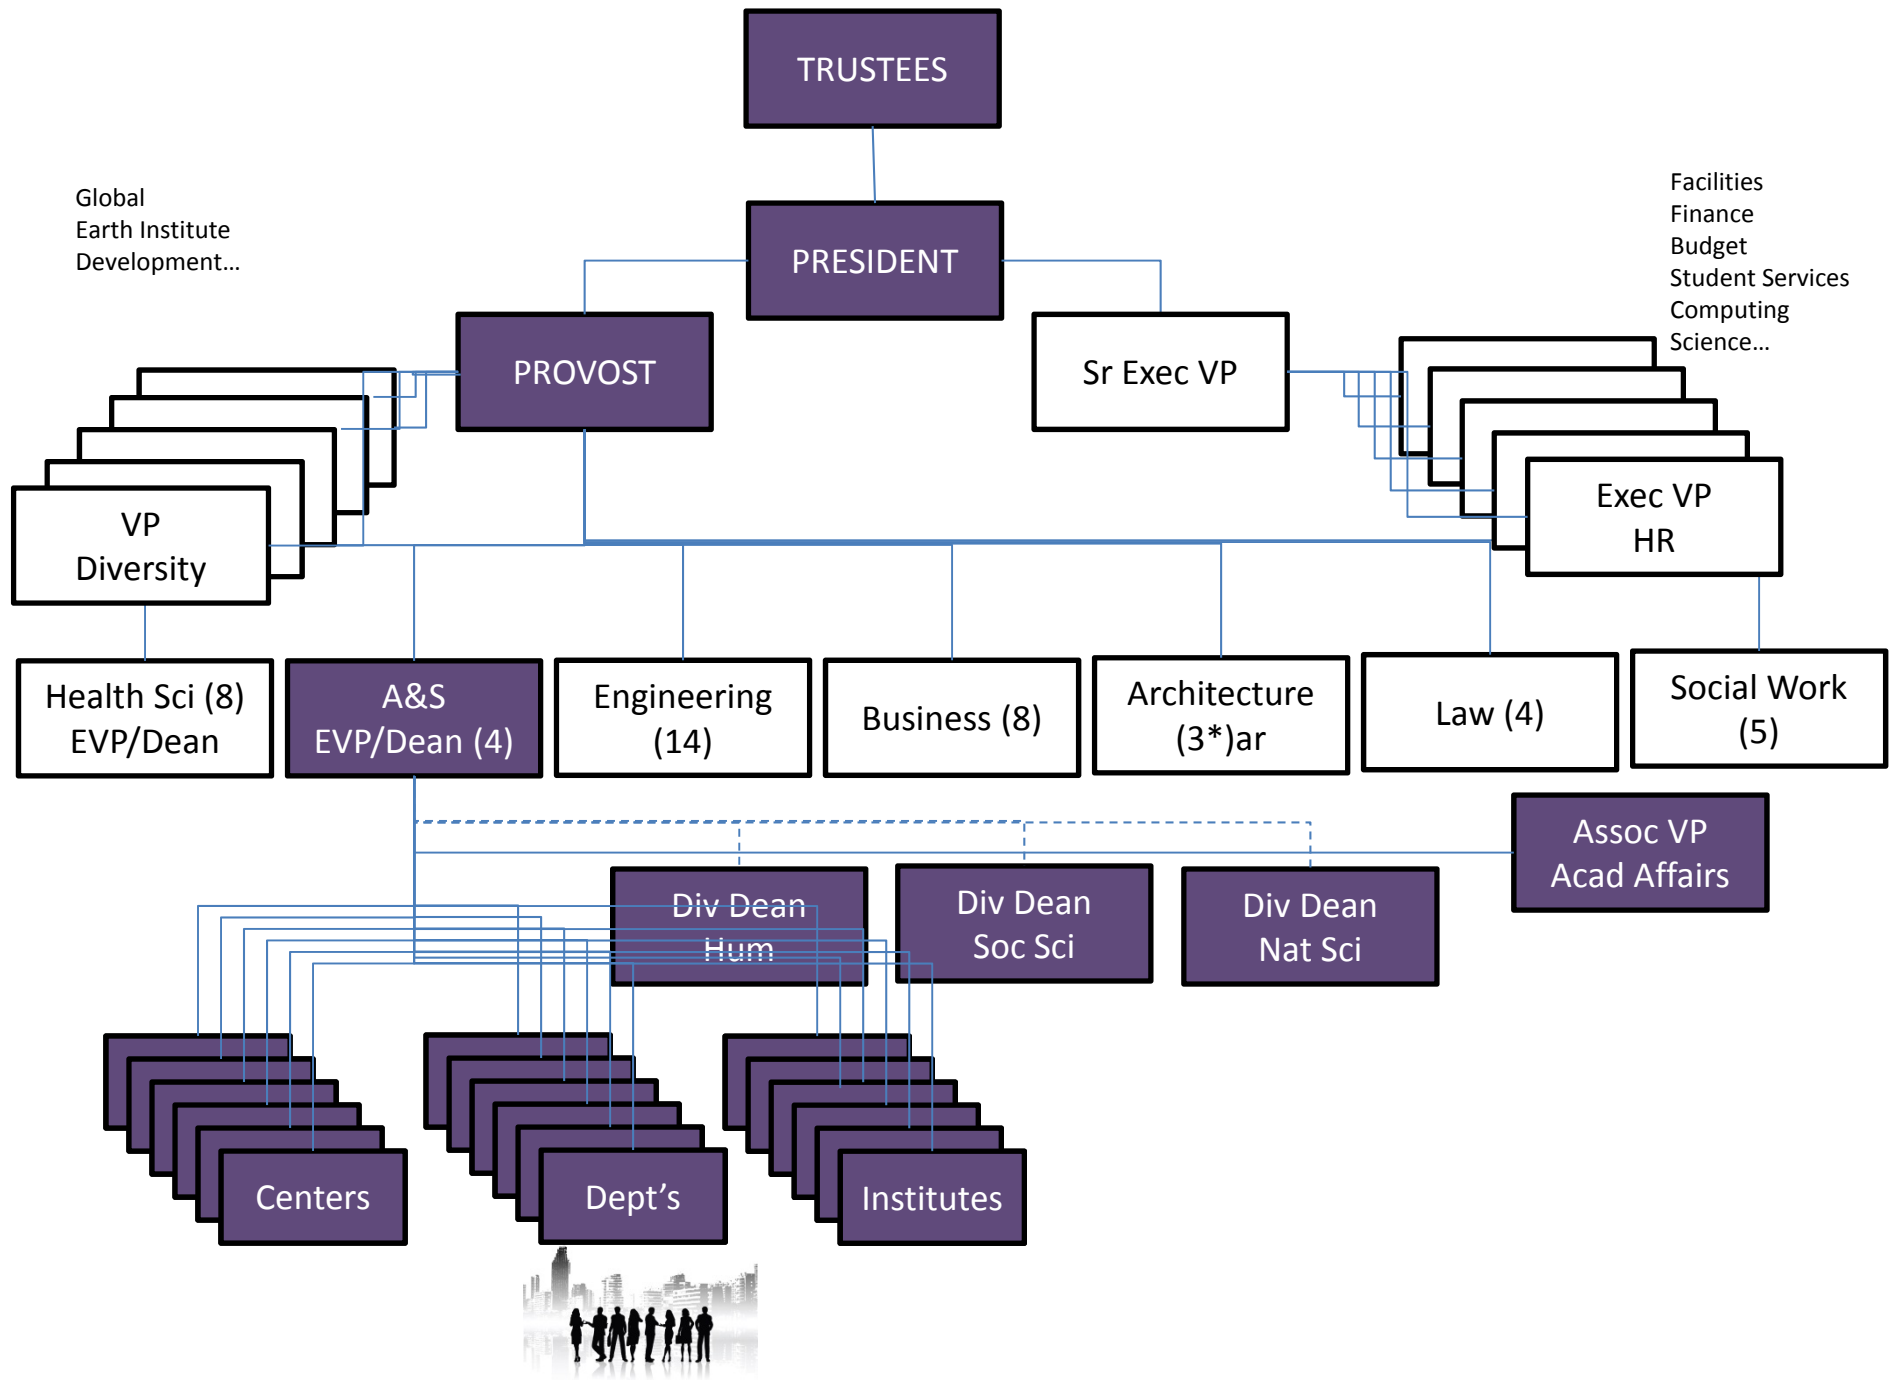 TRUSTEES
Global
Earth Institute
Development…
Facilities
Finance
Budget
Student Services
Computing
Science…
PRESIDENT
PROVOST
Sr Exec VP
VP
Diversity
Exec VP
HR
Health Sci (8)
EVP/Dean
A&S
EVP/Dean (4)
Engineering
(14)
Business (8)
Architecture
(3*)ar
Law (4)
Social Work
(5)
Assoc VP
Acad Affairs
Div Dean
Hum
Div Dean
Soc Sci
Div Dean
Nat Sci
Centers
Dept’s
Institutes